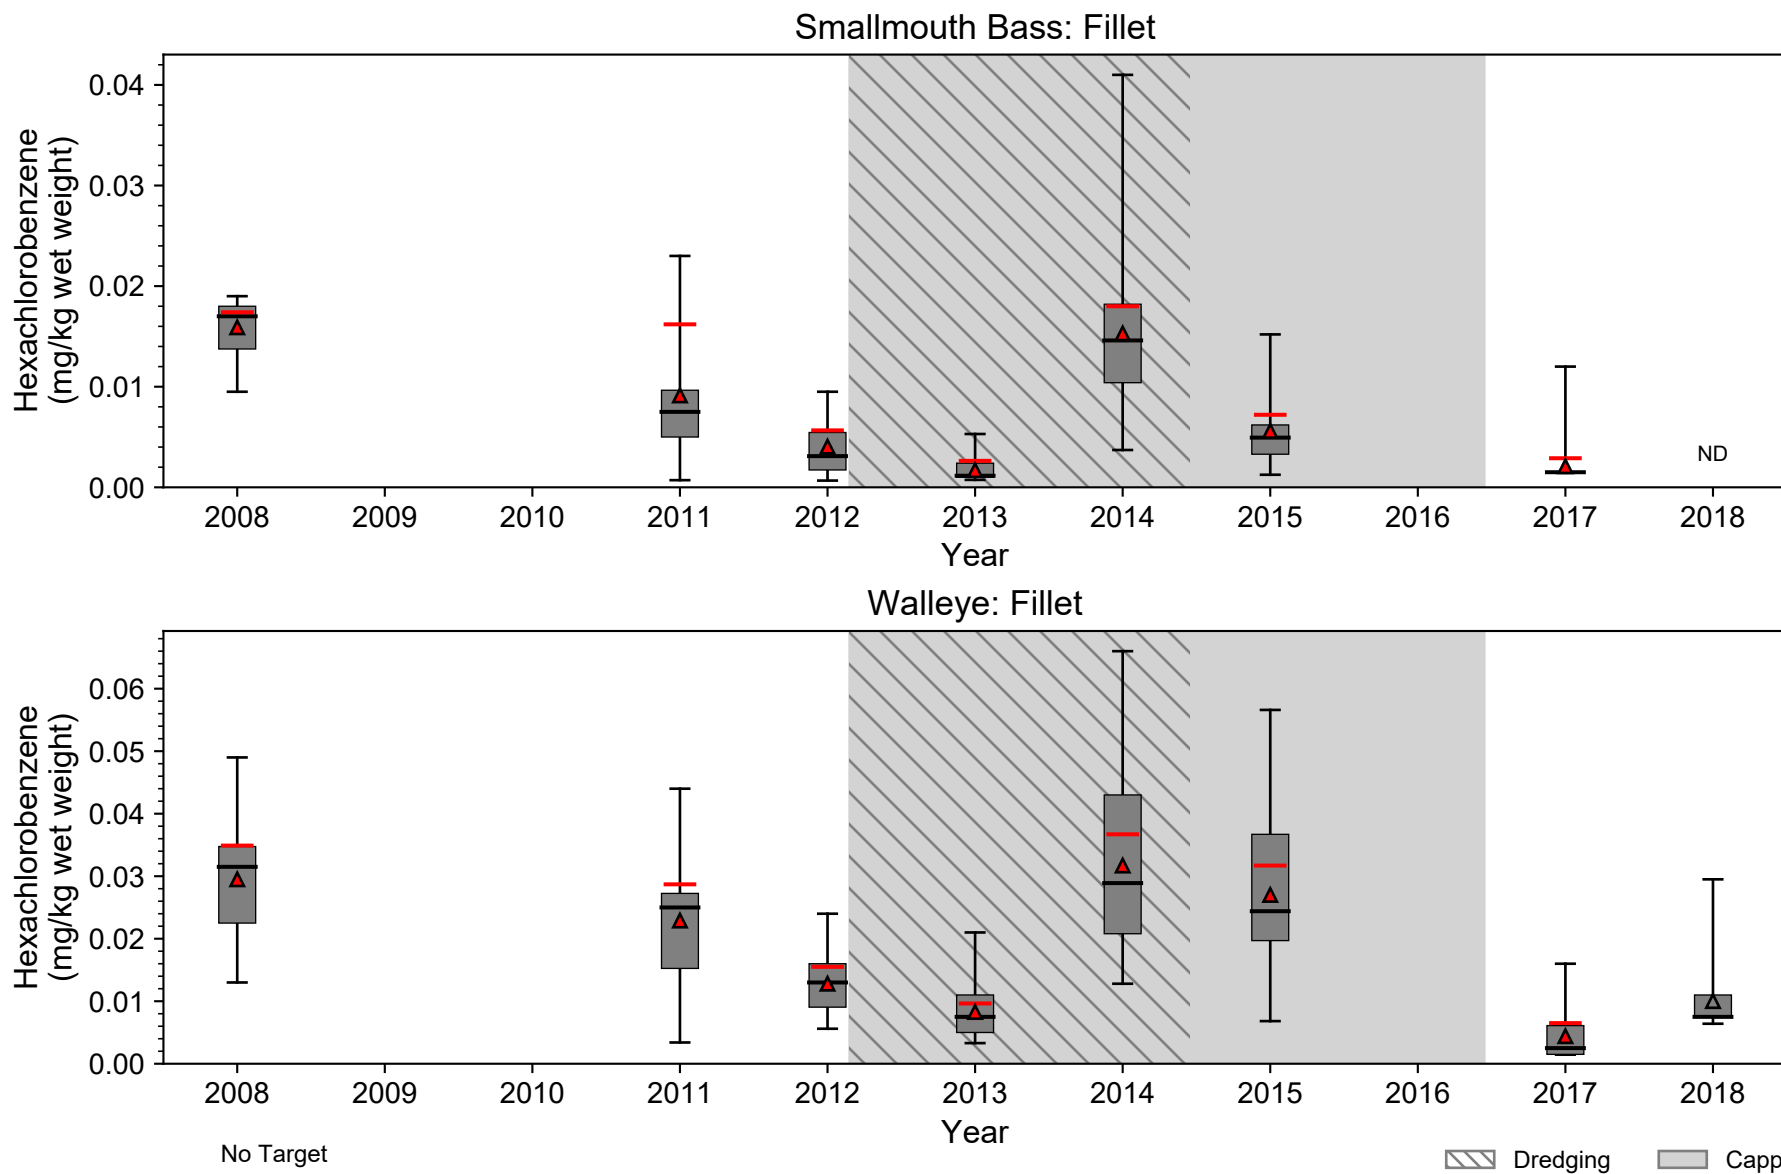 Smallmouth Bass: Fillet
Hexachlorobenzene
(mg/kg wet weight)
0.04
0.03
0.02
0.01
0.00
ND
2008 2009 2010 2011 2012 2013 2014 2015 2016 2017 2018
Year
Walleye: Fillet
Hexachlorobenzene
(mg/kg wet weight)
0.06
0.05
0.04
0.03
0.02
0.01
0.00
2008 2009 2010 2011 2012 2013 2014 2015 2016 2017 2018
Year
No Target
Dredging Capp